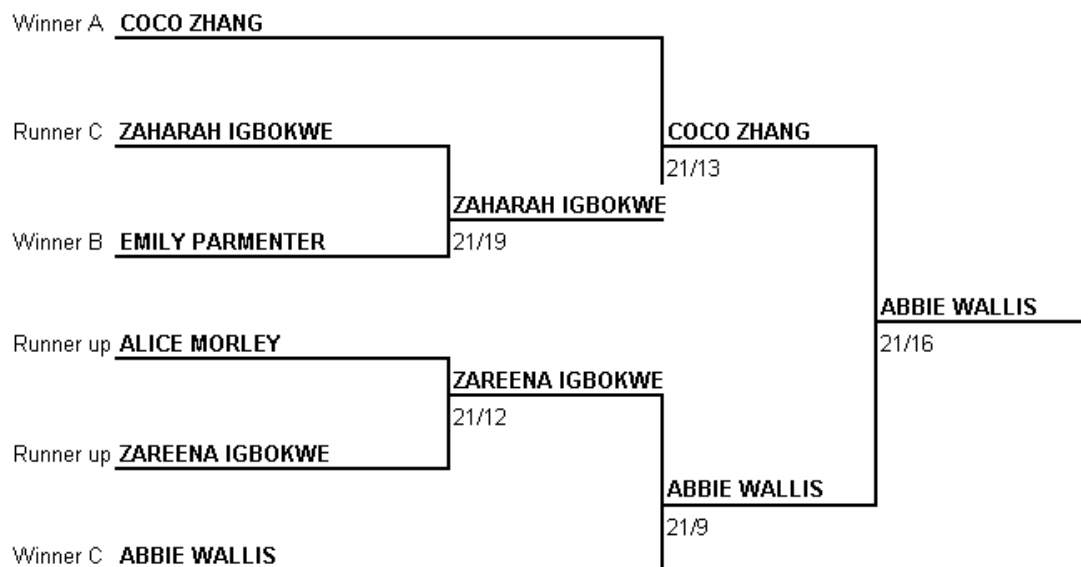 Winner A COCO ZHANG
Runner C ZAHARAH IGBOKWE
COCO ZHANG
21/13
ZAHARAH IGBOKWE
Winner B EMILY PARMENTER
21/19
ABBIE WALLIS
Runner up ALICE MORLEY
21/16
ZAREENA IGBOKWE
21/12
Runner up ZAREENA IGBOKWE
ABBIE WALLIS
21/9
Winner C ABBIE WALLIS